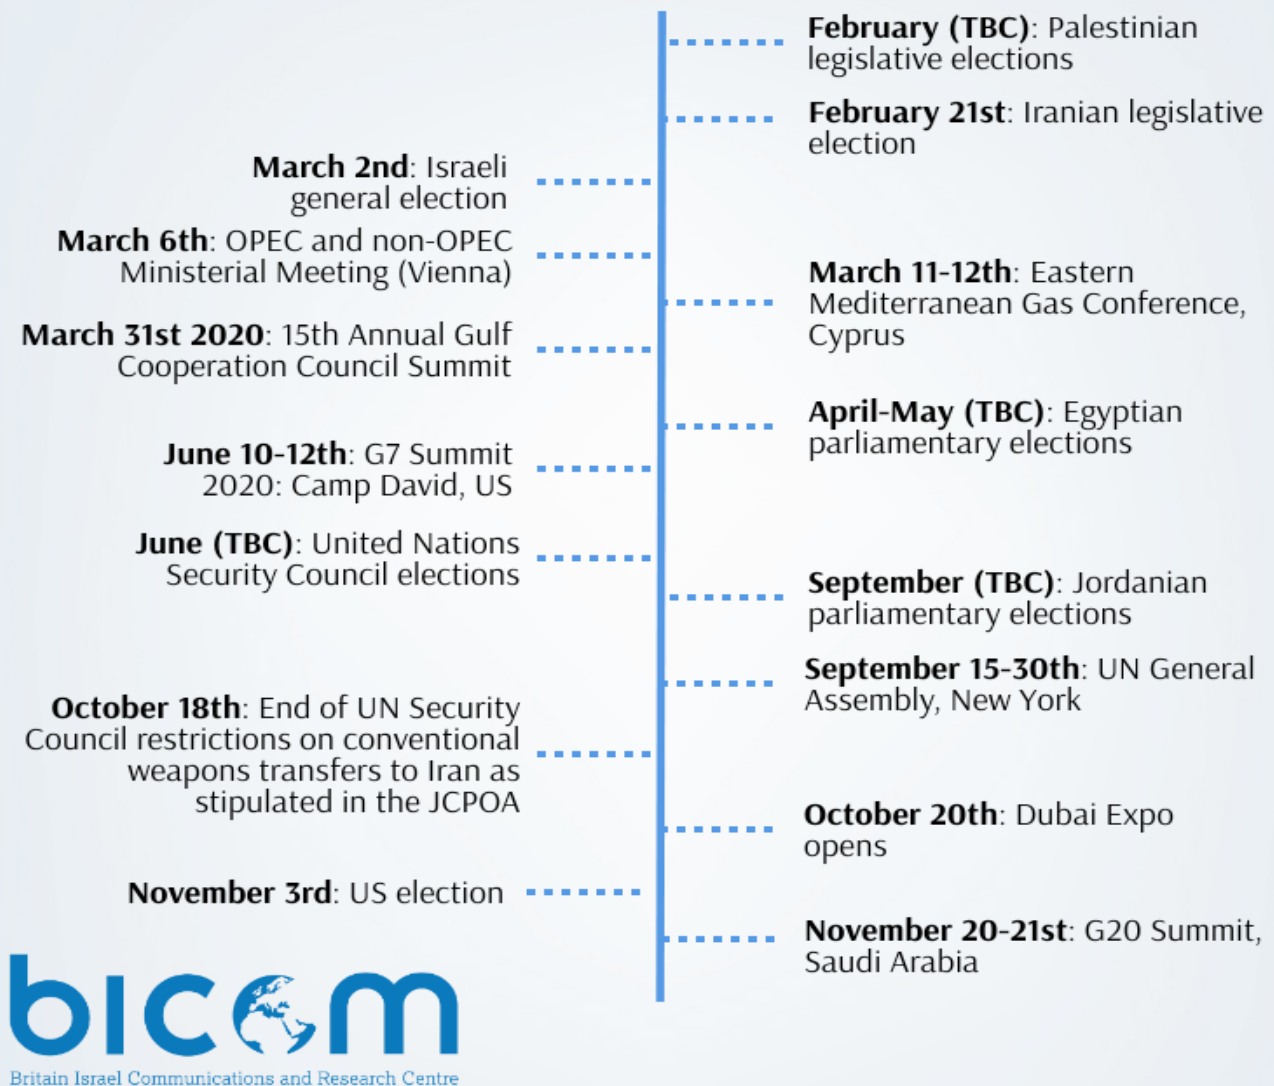 February (TBC): Palestinian
legislative elections
February 21st: Iranian legislative
election
March 2nd: Israeli
general election
March 6th: OPEC and non-OPEC
Ministerial Meeting (Vienna)
March 11-12th: Eastern
Mediterranean Gas Conference,
Cyprus
March 31st 2020: 15th Annual Gulf
Cooperation Council Summit
April-May (TBC): Egyptian
parliamentary elections
June 10-12th: G7 Summit
2020: Camp David, US
June (TBC): United Nations
Security Council elections
September (TBC): Jordanian
parliamentary elections
September 15-30th: UN General
Assembly, New York
October 18th: End of UN Security
Council restrictions on conventional
weapons transfers to Iran as
stipulated in the JCPOA
October 20th: Dubai Expo
opens
November 3rd: US election
November 20-21st: G20 Summit,
Saudi Arabia
bicom
Britain Israel Communications and Research Centre